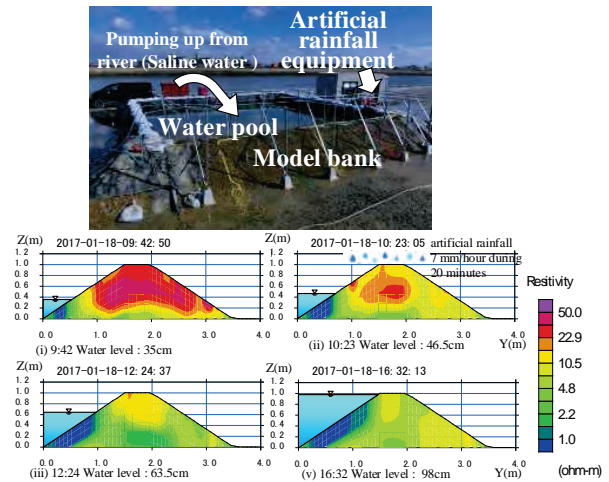 Pumping up from
river (Saline water )
Artificial
rainfall
equipment
Water pool
Model bank
Z(m)
2017-01-18-09: 42: 50
1. 2
1. 0
0. 8
0. 6
0. 4
0. 2
0
0. 0 1. 0 2. 0 3. 0 4. 0
(i) 9:42 Water level : 35cm
Z(m)
2017-01-18-10: 23: 05
artificial rainfall
7 mm/hour during
20 minutes
1. 2
1. 0
0. 8
0. 6
0. 4
0. 2
0
0. 0 1. 0 2. 0 3. 0 4. 0
(ii) 10:23 Water level : 46.5cm
Y(m)
2017-01-18-12: 24: 37
Z(m)
1. 2
1. 0
0. 8
0. 6
0. 4
0. 2
0
0. 0 1. 0 2. 0 3. 0 4. 0
(iii) 12:24 Water level : 63.5cm
2017-01-18-16: 32: 13
Z(m)
1. 2
1. 0
0. 8
0. 6
0. 4
0. 2
0
0. 0 1. 0 2. 0 3. 0 4. 0
(v) 16:32 Water level : 98cm
Y(m)
Resitivity
50.0
22.9
10.5
4.8
2.2
1.0
(ohm-m)